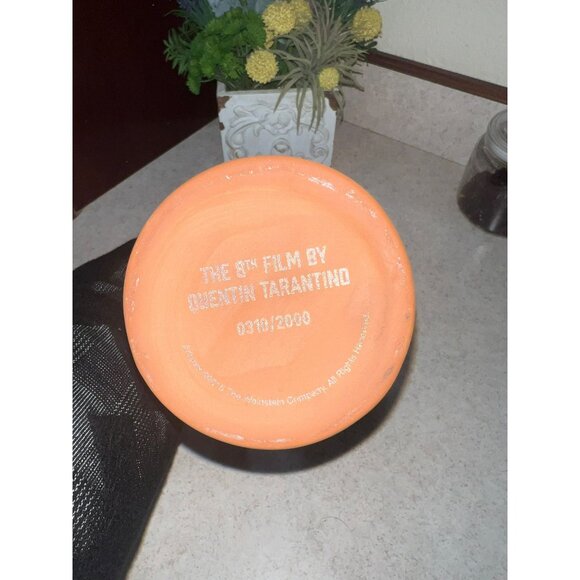 THE 8TH FILM BY
QUENTIN TARANTINO
0310/2000
The Weinstein Company. All Rights Reserved.